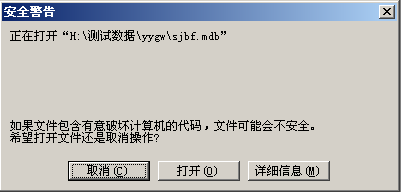 安全警告
正在打开“H:\测试数据\yygw\sjbf.mdb”
如果文件包含有意破坏计算机的代码，文件可能会不安全。
希望打开文件还是取消操作?
取消(C) 打开(O) 详细信息(M)